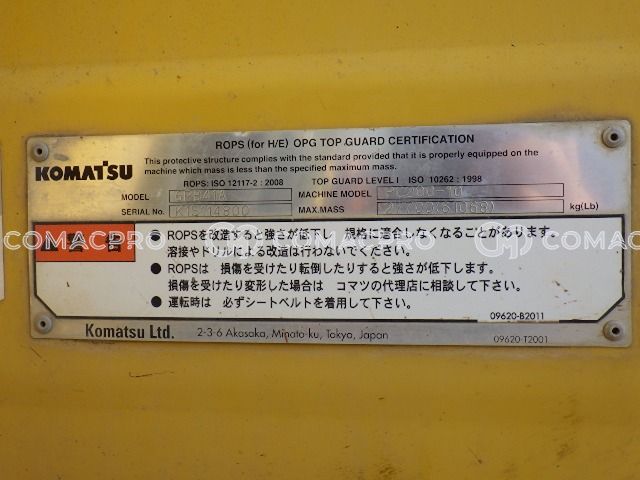 ROPS (for H/E) OPG TOP GUARD CERTIFICATION
KOMATSU
This protective structure complies with the standard provided that it is properly equipped on the
machine which mass is less than the specified maximum mass.
ROPS: ISO 12117-2 : 2008 TOP GUARD LEVEL I ISO 10262 : 1998
MODEL MACHINE MODEL
SERIAL No. K1S714800 MAX.MASS kg(Lb)
警告
● ROPSを改造すると強さが低下し、規格に適合しなくなることがあります。
溶接やドリルによる改造は行わないでください。
● ROPSは 損傷を受けたり転倒したりすると強さが低下します。
損傷を受けたり変形した場合は コマツの代理店に相談して下さい。
● 運転時は 必ずシートベルトを着用して下さい。
09620-B2011
Komatsu Ltd. 2-3-6 Akasaka, Minato-ku, Tokyo, Japan
09620-T2001
COMACPRO COMACPRO COMACPRO